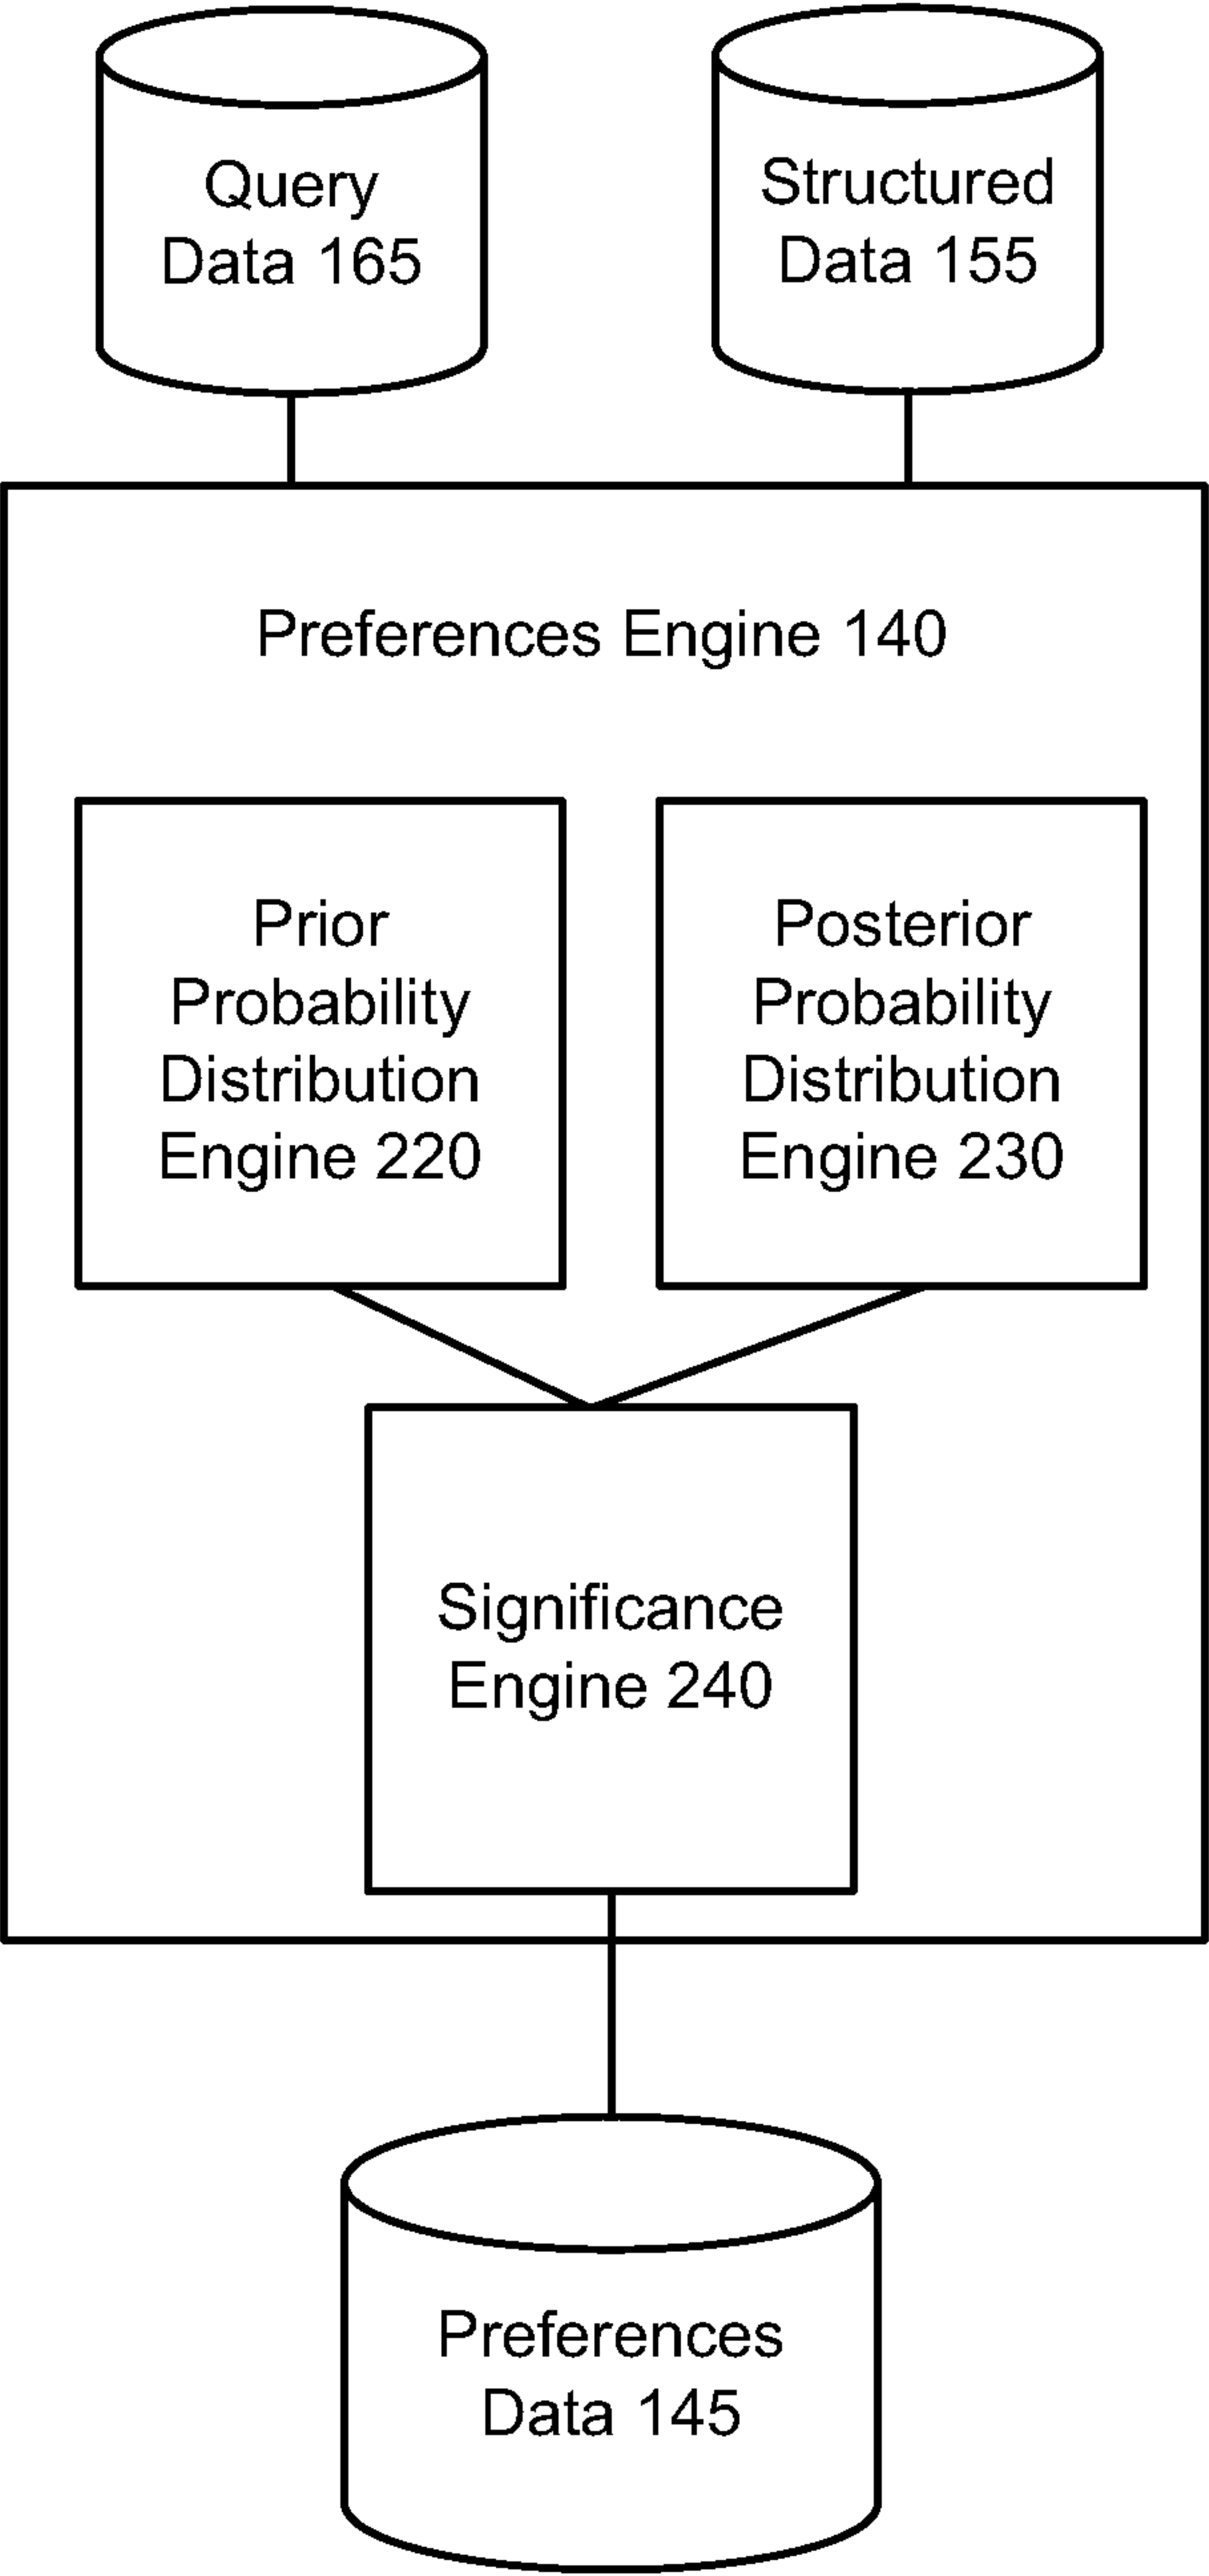 Query
Data 165
Structured
Data 155
Preferences Engine 140
Prior
Probability
Distribution
Engine 220
Posterior
Probability
Distribution
Engine 230
Significance
Engine 240
Preferences
Data 145